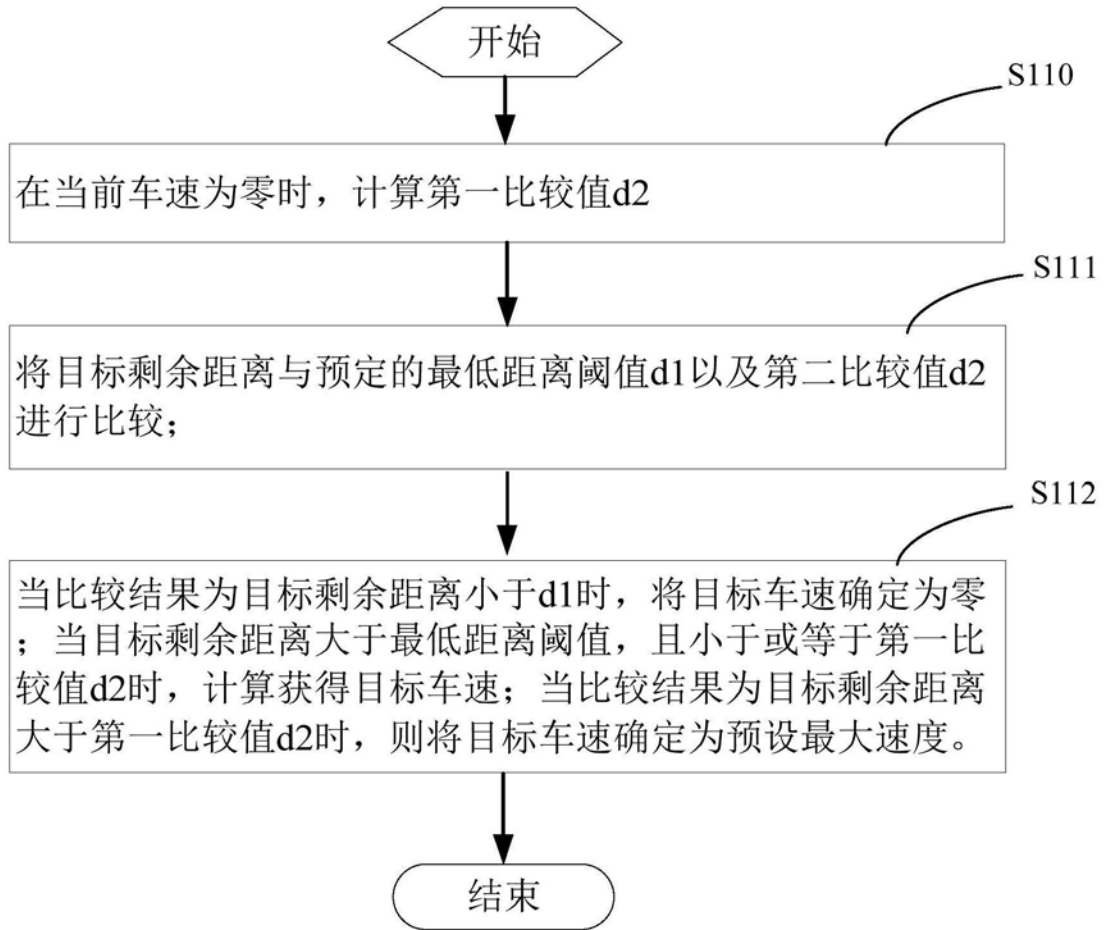 开始
S110
在当前车速为零时，计算第一比较值d2
S111
将目标剩余距离与预定的最低距离阈值d1以及第二比较值d2
进行比较；
S112
当比较结果为目标剩余距离小于d1时，将目标车速确定为零
；当目标剩余距离大于最低距离阈值，且小于或等于第一比
较值d2时，计算获得目标车速；当比较结果为目标剩余距离
大于第一比较值d2时，则将目标车速确定为预设最大速度。
结束